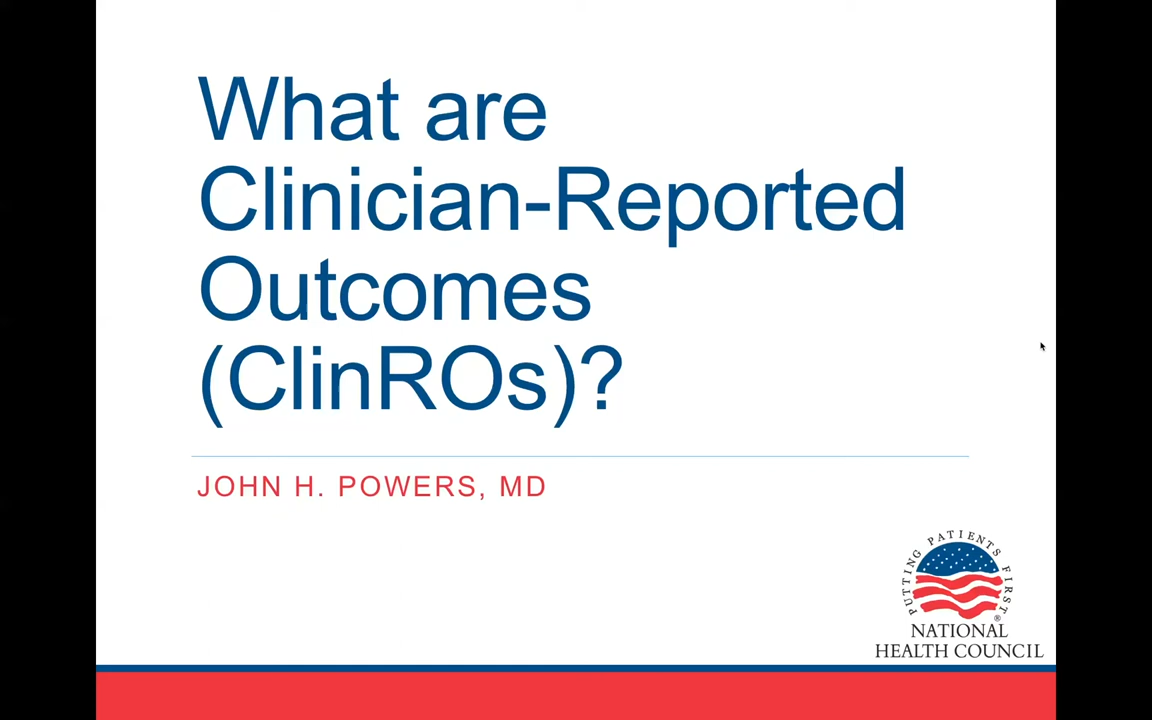 What are
Clinician-Reported
Outcomes
(ClinROs)?
JOHN H. POWERS, MD
PUTTING PATIENTS FIRST
®
NATIONAL
HEALTH COUNCIL